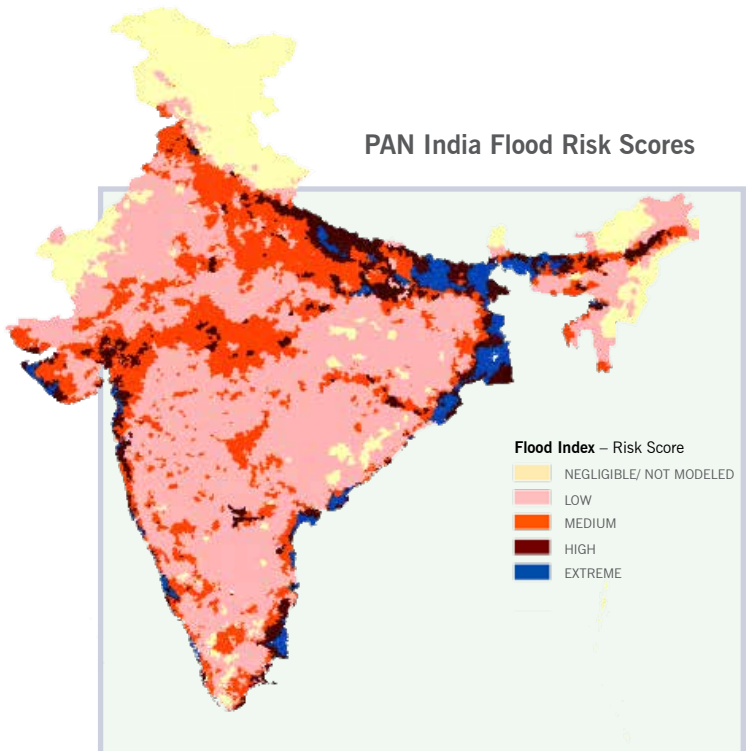 PAN India Flood Risk Scores
Flood Index – Risk Score
NEGLIGIBLE/ NOT MODELED
LOW
MEDIUM
HIGH
EXTREME